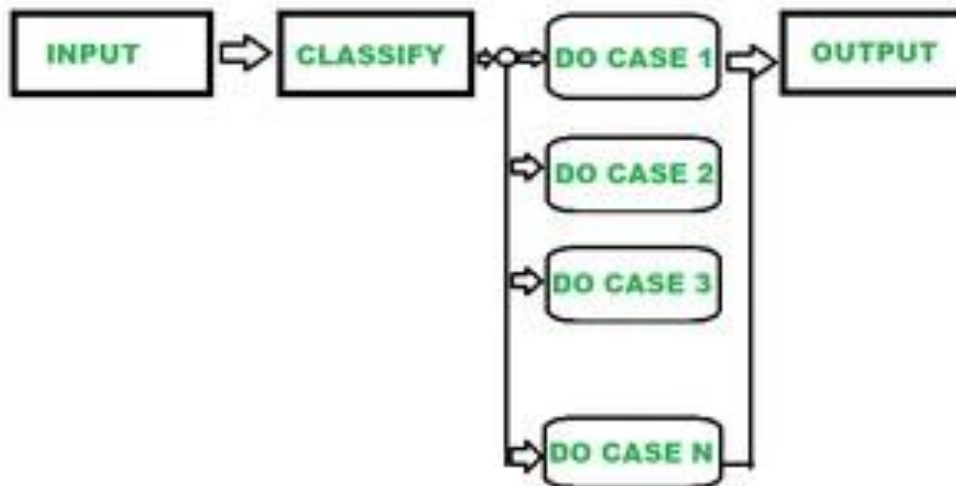 INPUT
CLASSIFY
DO CASE 1
OUTPUT
DO CASE 2
DO CASE 3
DO CASE N